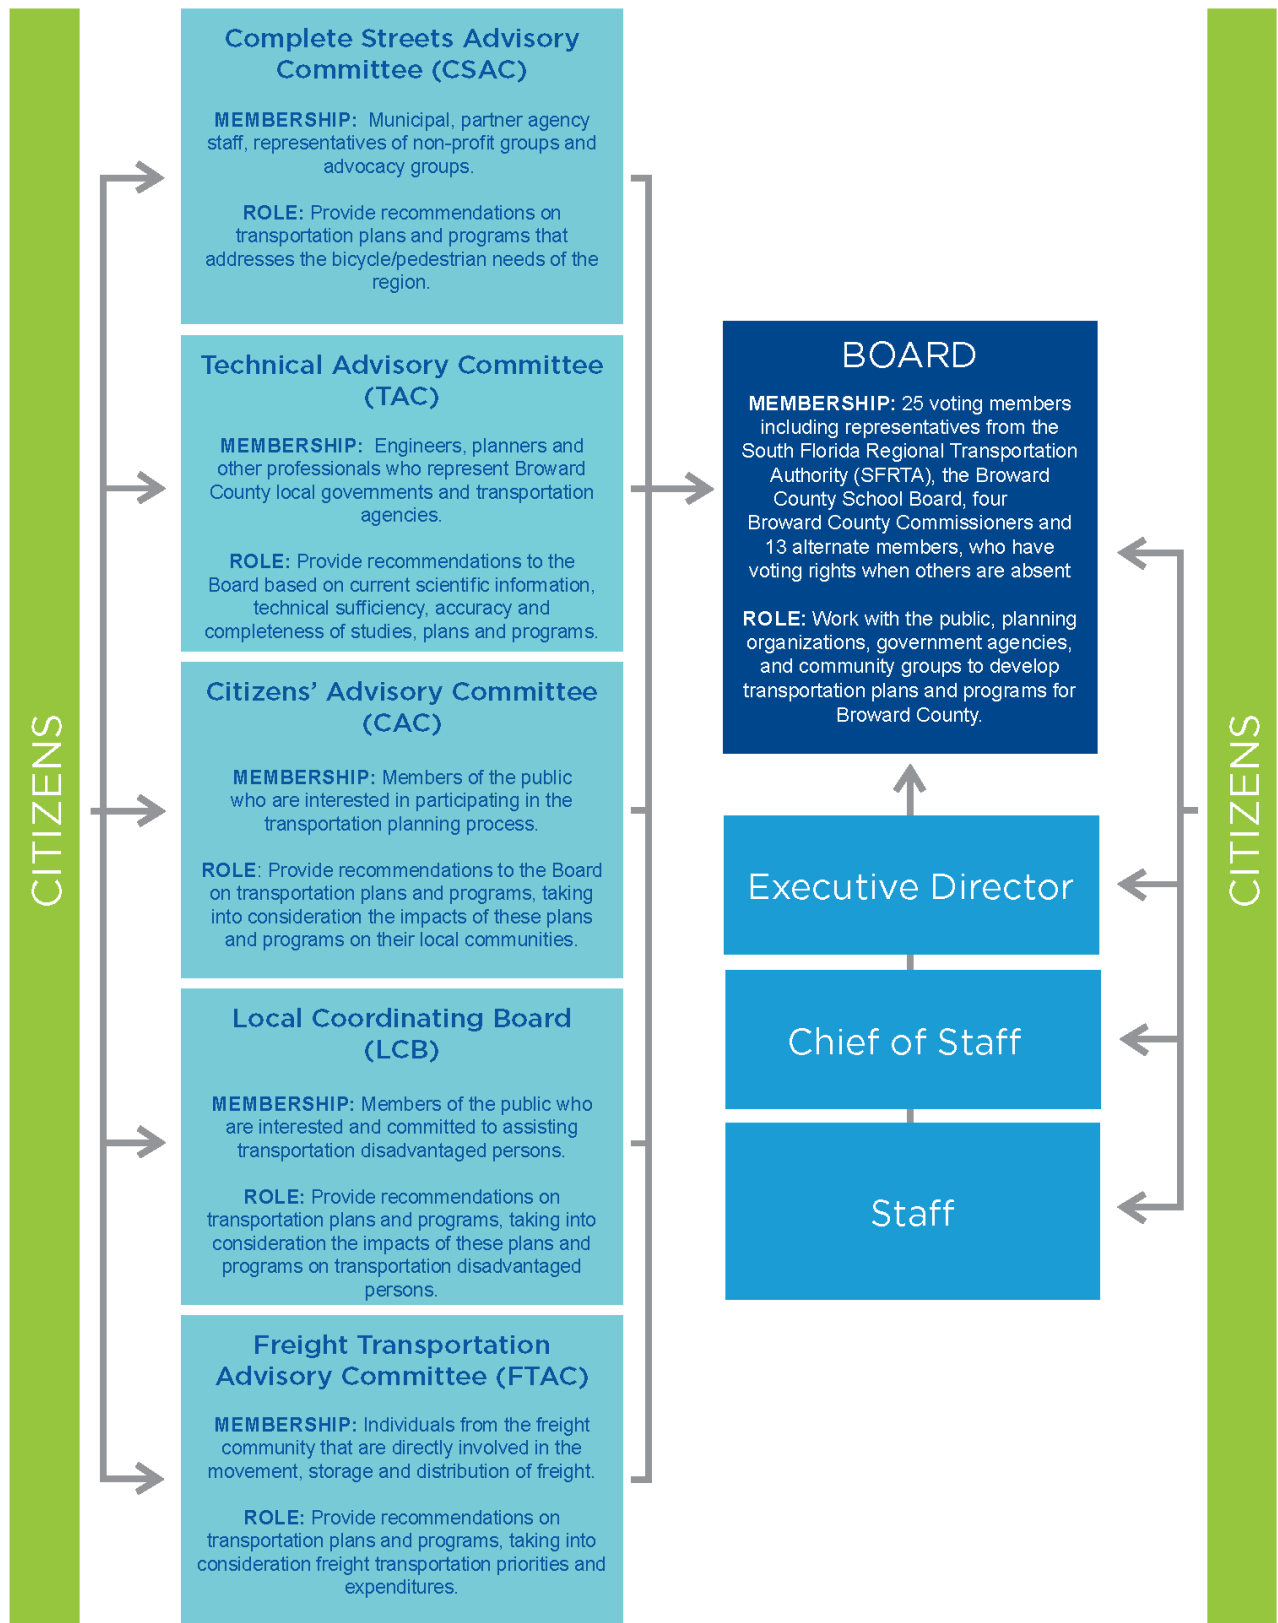 CITIZENS
Complete Streets Advisory
Committee (CSAC)
MEMBERSHIP: Municipal, partner agency
staff, representatives of non-profit groups and
advocacy groups.
ROLE: Provide recommendations on
transportation plans and programs that
addresses the bicycle/pedestrian needs of the
region.
Technical Advisory Committee
(TAC)
MEMBERSHIP: Engineers, planners and
other professionals who represent Broward
County local governments and transportation
agencies.
ROLE: Provide recommendations to the
Board based on current scientific information,
technical sufficiency, accuracy and
completeness of studies, plans and programs.
Citizens’ Advisory Committee
(CAC)
MEMBERSHIP: Members of the public
who are interested in participating in the
transportation planning process.
ROLE: Provide recommendations to the Board
on transportation plans and programs, taking
into consideration the impacts of these plans
and programs on their local communities.
Local Coordinating Board
(LCB)
MEMBERSHIP: Members of the public who
are interested and committed to assisting
transportation disadvantaged persons.
ROLE: Provide recommendations on
transportation plans and programs, taking into
consideration the impacts of these plans and
programs on transportation disadvantaged
persons.
Freight Transportation
Advisory Committee (FTAC)
MEMBERSHIP: Individuals from the freight
community that are directly involved in the
movement, storage and distribution of freight.
ROLE: Provide recommendations on
transportation plans and programs, taking into
consideration freight transportation priorities and
expenditures.
BOARD
MEMBERSHIP: 25 voting members
including representatives from the
South Florida Regional Transportation
Authority (SFRTA), the Broward
County School Board, four
Broward County Commissioners and
13 alternate members, who have
voting rights when others are absent
ROLE: Work with the public, planning
organizations, government agencies,
and community groups to develop
transportation plans and programs for
Broward County.
Executive Director
Chief of Staff
Staff
CITIZENS